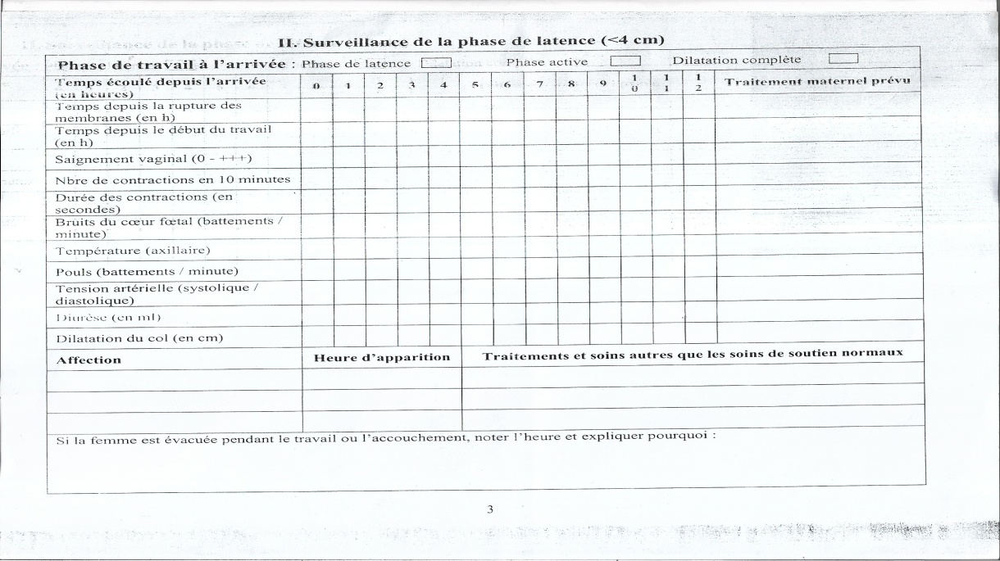 II. Surveillance de la phase de latence (<4 cm)
Phase de travail à l'arrivée : Phase de latence Phase active Dilatation complète
Temps écoulé depuis l'arrivée
(en heures)
0 1 2 3 4 5 6 7 8 9 10 11 12 Traitement maternel prévu
Temps depuis la rupture des
membranes (en h)
Temps depuis le début du travail
(en h)
Saignement vaginal (0 - +++)
Nbre de contractions en 10 minutes
Durée des contractions (en
secondes)
Bruits du cœur fœtal (battements /
minute)
Température (axillaire)
Pouls (battements / minute)
Tension artérielle (systolique /
diastolique)
Diurèse (en ml)
Dilatation du col (en cm)
Affection Heure d'apparition Traitements et soins autres que les soins de soutien normaux
Si la femme est évacuée pendant le travail ou l'accouchement, noter l'heure et expliquer pourquoi :
3